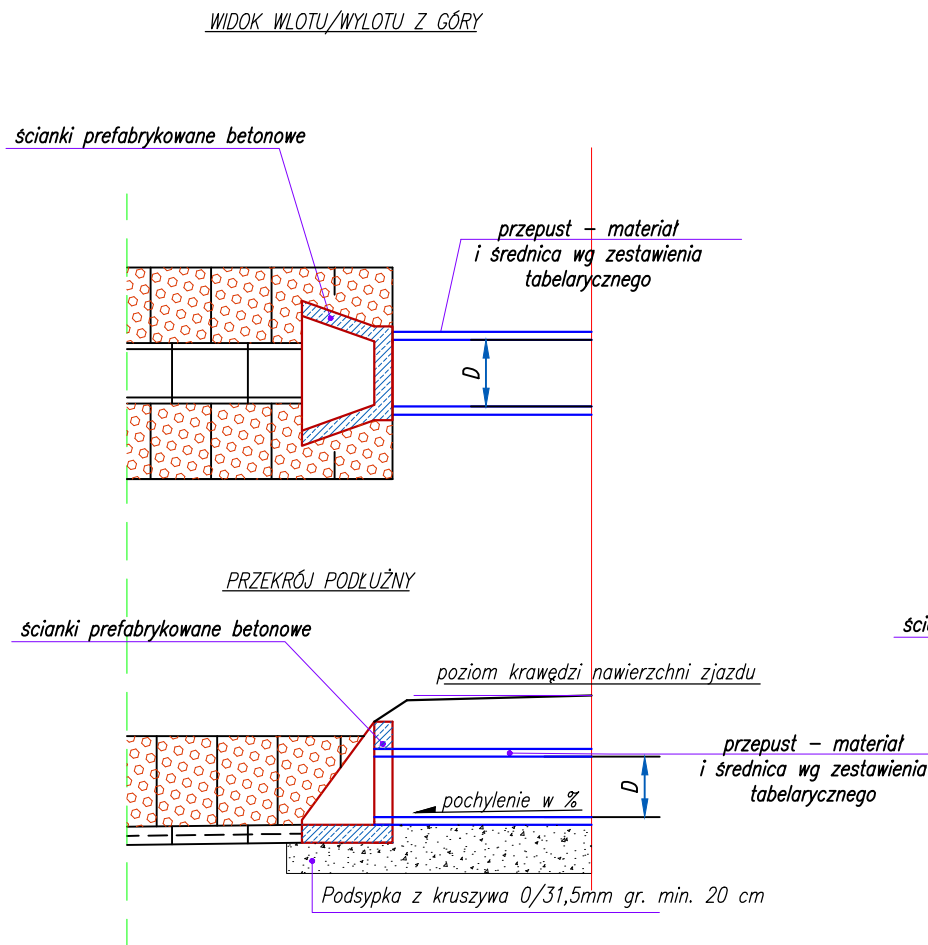 WIDOK WLOTU/WYLOTU Z GÓRY
ścianki prefabrykowane betonowe
przepust – materiał
i średnica wg zestawienia
tabelarycznego
D
PRZEKRÓJ PODŁUŻNY
ścianki prefabrykowane betonowe
ścia
poziom krawędzi nawierzchni zjazdu
przepust – materiał
i średnica wg zestawienia
tabelarycznego
D
pochylenie w %
Podsypka z kruszywa 0/31,5mm gr. min. 20 cm